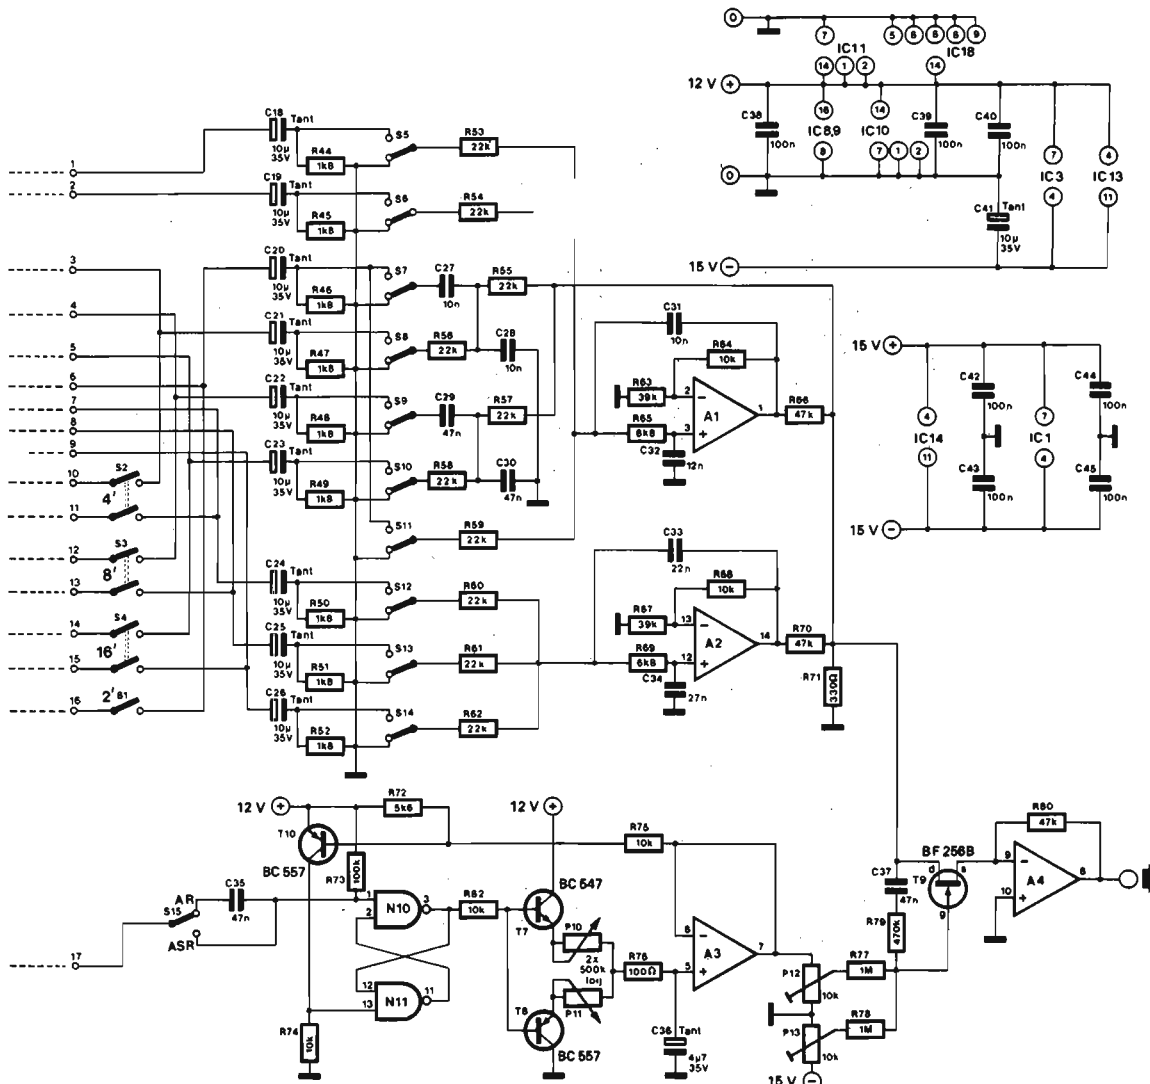 0
7
5
6
6
8
9
IC11
IC18
14
1
2
14
12 V +
C38
100n
16
IC8,9
8
14
IC10
7
1
2
C39
100n
C40
100n
7
IC3
4
4
IC13
11
0
C41
Tant
10µ
35V
15 V −
C18
Tant
10µ
35V
R44
1k8
S5
R53
22k
1
2
C19
Tant
10µ
35V
R45
1k8
S6
R54
22k
3
C20
Tant
10µ
35V
R46
1k8
S7
C27
10n
R55
22k
4
C21
Tant
10µ
35V
R47
1k8
S8
R56
22k
C28
10n
5
6
7
8
9
C22
Tant
10µ
35V
R48
1k8
S9
C29
47n
R57
22k
C23
Tant
10µ
35V
R49
1k8
S10
R58
22k
C30
47n
C31
10n
R64
10k
R63
39k
R65
6k8
C32
12n
2
−
3
+
A1
1
R66
47k
15 V +
4
IC14
11
C42
100n
C43
100n
7
IC1
4
C44
100n
C45
100n
15 V −
10
S2
4'
11
12
S3
8'
13
14
S4
16'
15
16
2' S1
S11
R59
22k
C24
Tant
10µ
35V
R50
1k8
S12
R60
22k
C25
Tant
10µ
35V
R51
1k8
S13
R61
22k
C26
Tant
10µ
35V
R52
1k8
S14
R62
22k
C33
22n
R68
10k
R67
39k
R69
6k8
C34
27n
13
−
12
+
A2
14
R70
47k
R71
330Ω
12 V +
R72
5k6
T10
BC 557
R73
100k
12 V +
R75
10k
AR
S15
ASR
C35
47n
17
1
2
N10
3
R82
10k
12
13
N11
11
R74
10k
BC 547
T7
P10
2x
500k
log
P11
T8
BC 557
R76
100Ω
C36
Tant
4µ7
35V
6
−
5
+
A3
7
P12
10k
P13
10k
15 V −
R77
1M
R78
1M
C37
47n
R79
470k
BF 256B
d
s
T9
g
R80
47k
9
−
10
+
A4
8